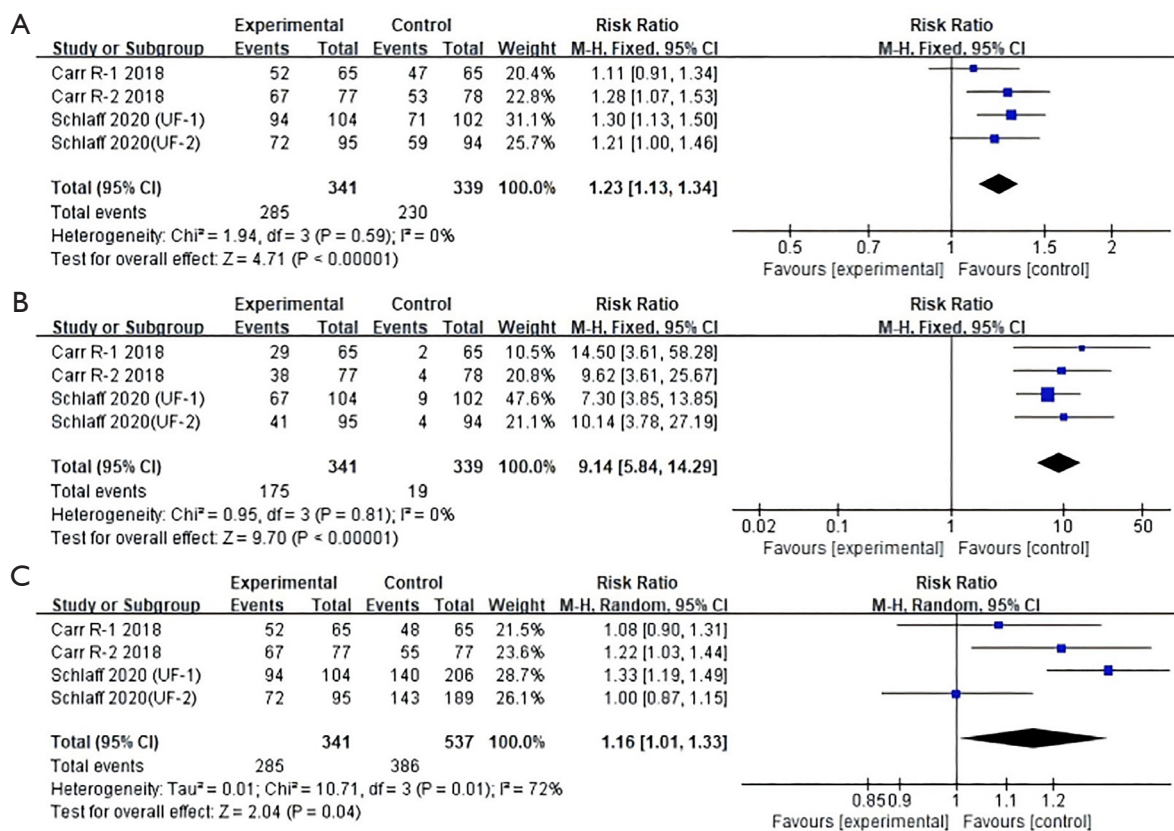 A
Experimental Control Risk Ratio Risk Ratio
Study or Subgroup Events Total Events Total Weight M-H, Fixed, 95% CI M-H, Fixed, 95% CI
Carr R-1 2018 52 65 47 65 20.4% 1.11 [0.91, 1.34]
Carr R-2 2018 67 77 53 78 22.8% 1.28 [1.07, 1.53]
Schlaff 2020 (UF-1) 94 104 71 102 31.1% 1.30 [1.13, 1.50]
Schlaff 2020(UF-2) 72 95 59 94 25.7% 1.21 [1.00, 1.46]
Total (95% CI) 341 339 100.0% 1.23 [1.13, 1.34]
Total events 285 230
Heterogeneity: Chi² = 1.94, df = 3 (P = 0.59); I² = 0%
Test for overall effect: Z = 4.71 (P < 0.00001)
0.5 0.7 1 1.5 2
Favours [experimental] Favours [control]
B
Experimental Control Risk Ratio Risk Ratio
Study or Subgroup Events Total Events Total Weight M-H, Fixed, 95% CI M-H, Fixed, 95% CI
Carr R-1 2018 29 65 2 65 10.5% 14.50 [3.61, 58.28]
Carr R-2 2018 38 77 4 78 20.8% 9.62 [3.61, 25.67]
Schlaff 2020 (UF-1) 67 104 9 102 47.6% 7.30 [3.85, 13.85]
Schlaff 2020(UF-2) 41 95 4 94 21.1% 10.14 [3.78, 27.19]
Total (95% CI) 341 339 100.0% 9.14 [5.84, 14.29]
Total events 175 19
Heterogeneity: Chi² = 0.95, df = 3 (P = 0.81); I² = 0%
Test for overall effect: Z = 9.70 (P < 0.00001)
0.02 0.1 1 10 50
Favours [experimental] Favours [control]
C
Experimental Control Risk Ratio Risk Ratio
Study or Subgroup Events Total Events Total Weight M-H, Random, 95% CI M-H, Random, 95% CI
Carr R-1 2018 52 65 48 65 21.5% 1.08 [0.90, 1.31]
Carr R-2 2018 67 77 55 77 23.6% 1.22 [1.03, 1.44]
Schlaff 2020 (UF-1) 94 104 140 206 28.7% 1.33 [1.19, 1.49]
Schlaff 2020(UF-2) 72 95 143 189 26.1% 1.00 [0.87, 1.15]
Total (95% CI) 341 537 100.0% 1.16 [1.01, 1.33]
Total events 285 386
Heterogeneity: Tau² = 0.01; Chi² = 10.71, df = 3 (P = 0.01); I² = 72%
Test for overall effect: Z = 2.04 (P = 0.04)
0.85 0.9 1 1.1 1.2
Favours [experimental] Favours [control]